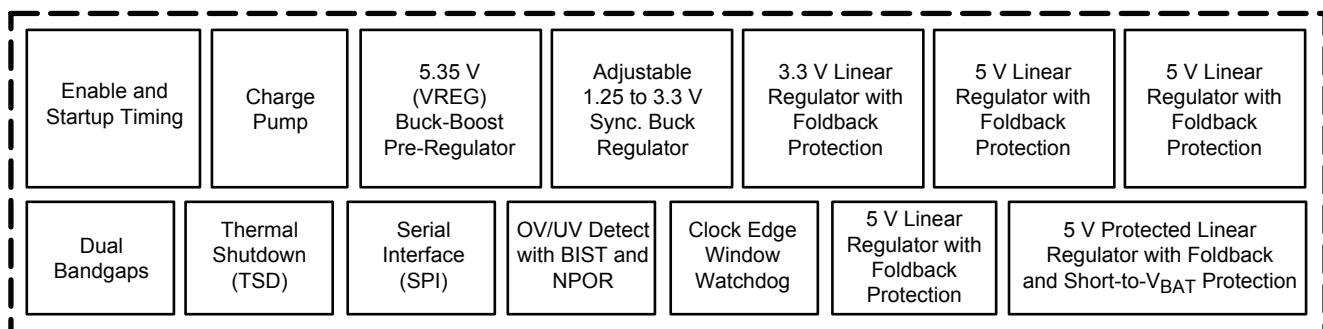 Enable and
Startup Timing
Charge
Pump
5.35 V
(VREG)
Buck-Boost
Pre-Regulator
Adjustable
1.25 to 3.3 V
Sync. Buck
Regulator
3.3 V Linear
Regulator with
Foldback
Protection
5 V Linear
Regulator with
Foldback
Protection
5 V Linear
Regulator with
Foldback
Protection
Dual
Bandgaps
Thermal
Shutdown
(TSD)
Serial
Interface
(SPI)
OV/UV Detect
with BIST and
NPOR
Clock Edge
Window
Watchdog
5 V Linear
Regulator with
Foldback
Protection
5 V Protected Linear
Regulator with Foldback
and Short-to-VBAT Protection